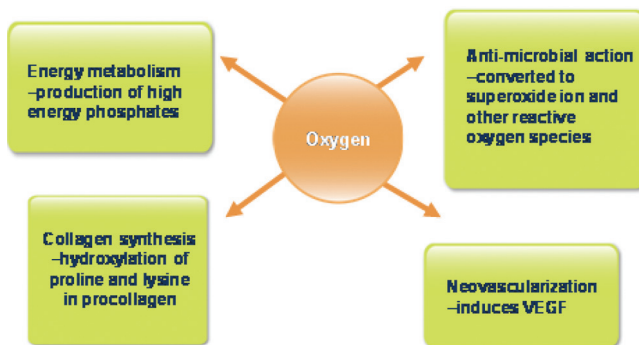 Energy metabolism
–production of high
energy phosphates
Anti-microbial action
–converted to
superoxide ion and
other reactive
oxygen species
Oxygen
Collagen synthesis
–hydroxylation of
proline and lysine
in procollagen
Neovascularization
–induces VEGF